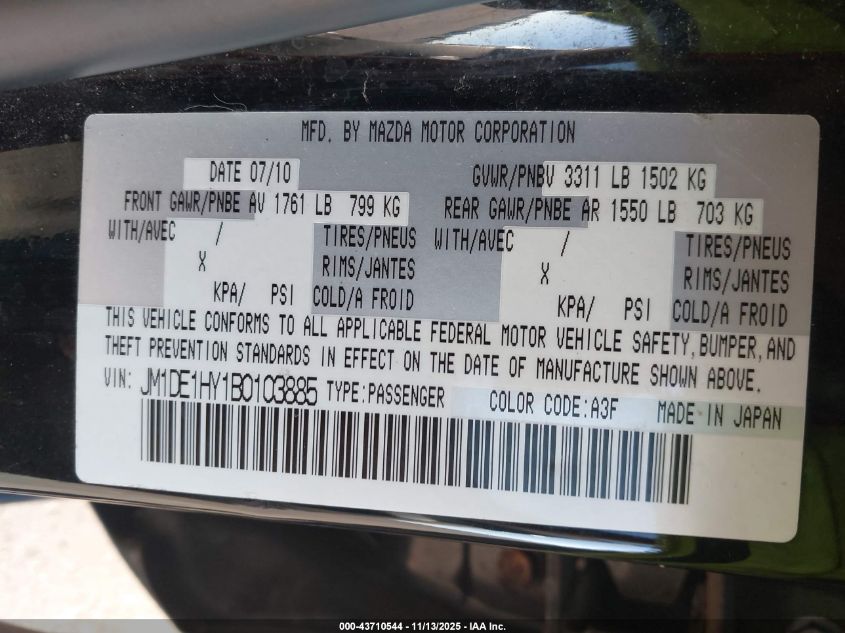 MFD. BY MAZDA MOTOR CORPORATION
DATE 07/10 GVWR/PNBV 3311 LB 1502 KG
FRONT GAWR/PNBE AV 1761 LB 799 KG REAR GAWR/PNBE AR 1550 LB 703 KG
WITH/AVEC / TIRES/PNEUS WITH/AVEC / TIRES/PNEUS
X RIMS/JANTES X RIMS/JANTES
KPA/ PSI COLD/A FROID KPA/ PSI COLD/A FROID
THIS VEHICLE CONFORMS TO ALL APPLICABLE FEDERAL MOTOR VEHICLE SAFETY,BUMPER,AND
THEFT PREVENTION STANDARDS IN EFFECT ON THE DATE OF MANUFACTURE SHOWN ABOVE.
VIN: JM1DE1HY1B0103885 TYPE:PASSENGER COLOR CODE:A3F MADE IN JAPAN
000-43710544 - 11/13/2025 - IAA Inc.